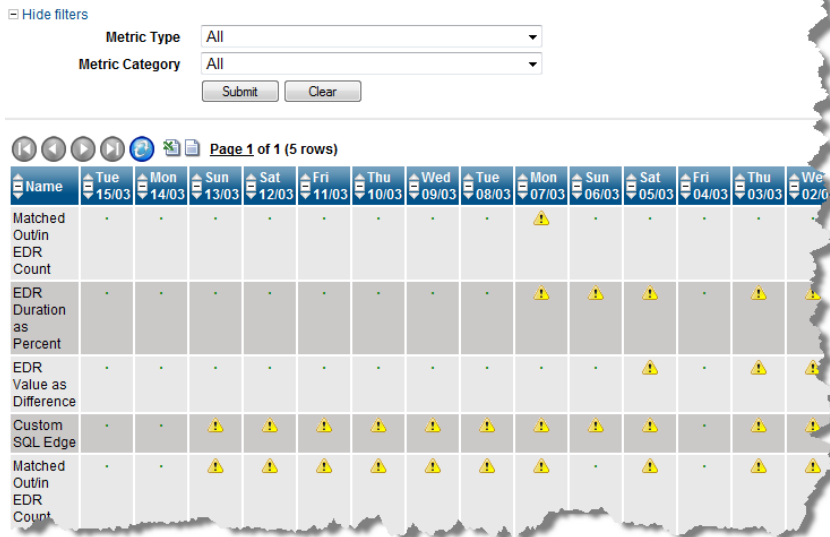 Hide filters
Metric Type All
Metric Category All
Submit Clear
Page 1 of 1 (5 rows)
Name Tue 15/03 Mon 14/03 Sun 13/03 Sat 12/03 Fri 11/03 Thu 10/03 Wed 09/03 Tue 08/03 Mon 07/03 Sun 06/03 Sat 05/03 Fri 04/03 Thu 03/03
Matched
Out/in
EDR
Count
EDR
Duration
as
Percent
EDR
Value as
Difference
Custom
SQL Edge
Matched
Out/in
EDR
Count